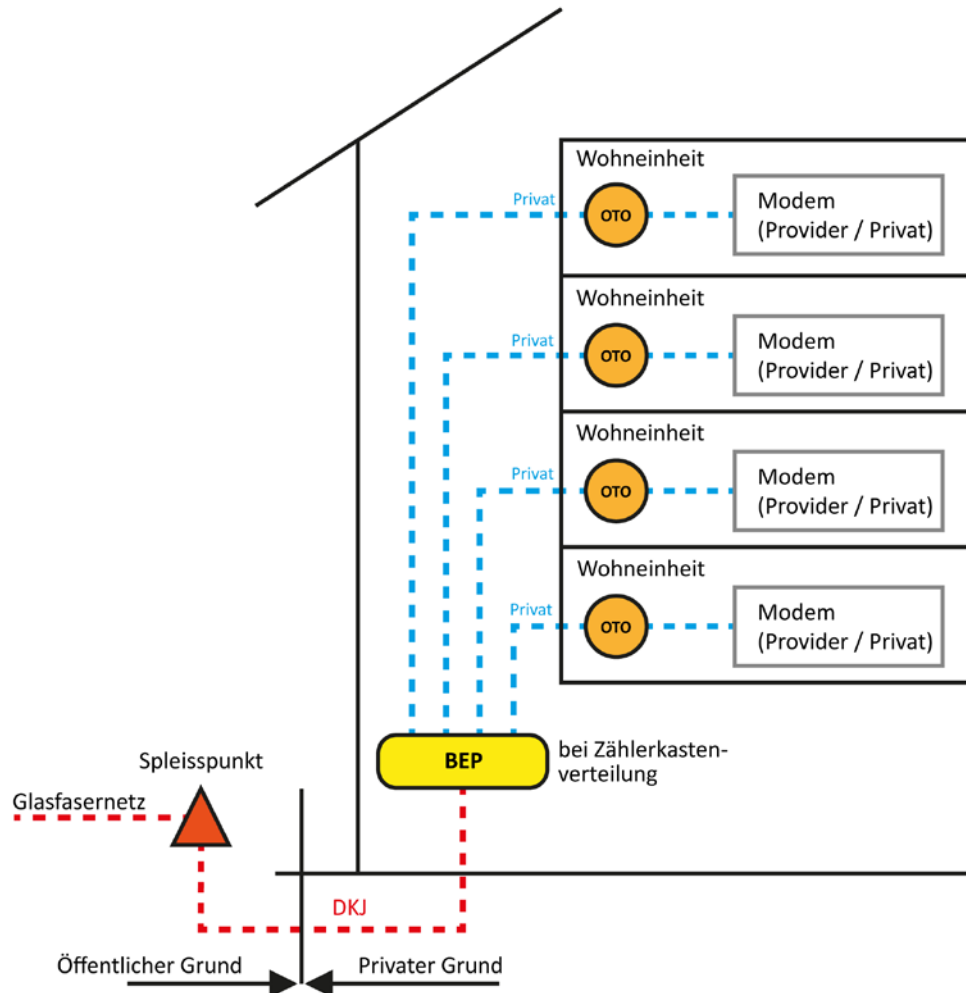 Wohneinheit
Privat
OTO
Modem
(Provider / Privat)
Wohneinheit
Privat
OTO
Modem
(Provider / Privat)
Wohneinheit
Privat
OTO
Modem
(Provider / Privat)
Wohneinheit
Privat
OTO
Modem
(Provider / Privat)
BEP
bei Zählerkasten-
verteilung
Spleisspunkt
Glasfasernetz
DKJ
Öffentlicher Grund
Privater Grund